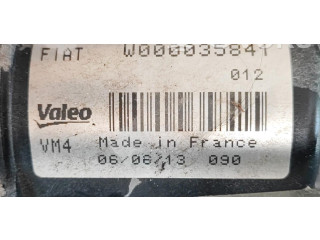 FIAT W000035841
012
Valeo
VM4 Made in France
06/06/13 090